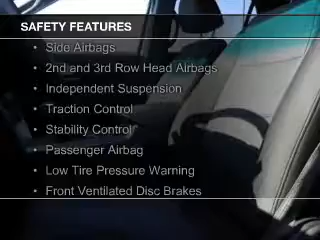 SAFETY FEATURES
• Side Airbags
• 2nd and 3rd Row Head Airbags
• Independent Suspension
• Traction Control
• Stability Control
• Passenger Airbag
• Low Tire Pressure Warning
• Front Ventilated Disc Brakes